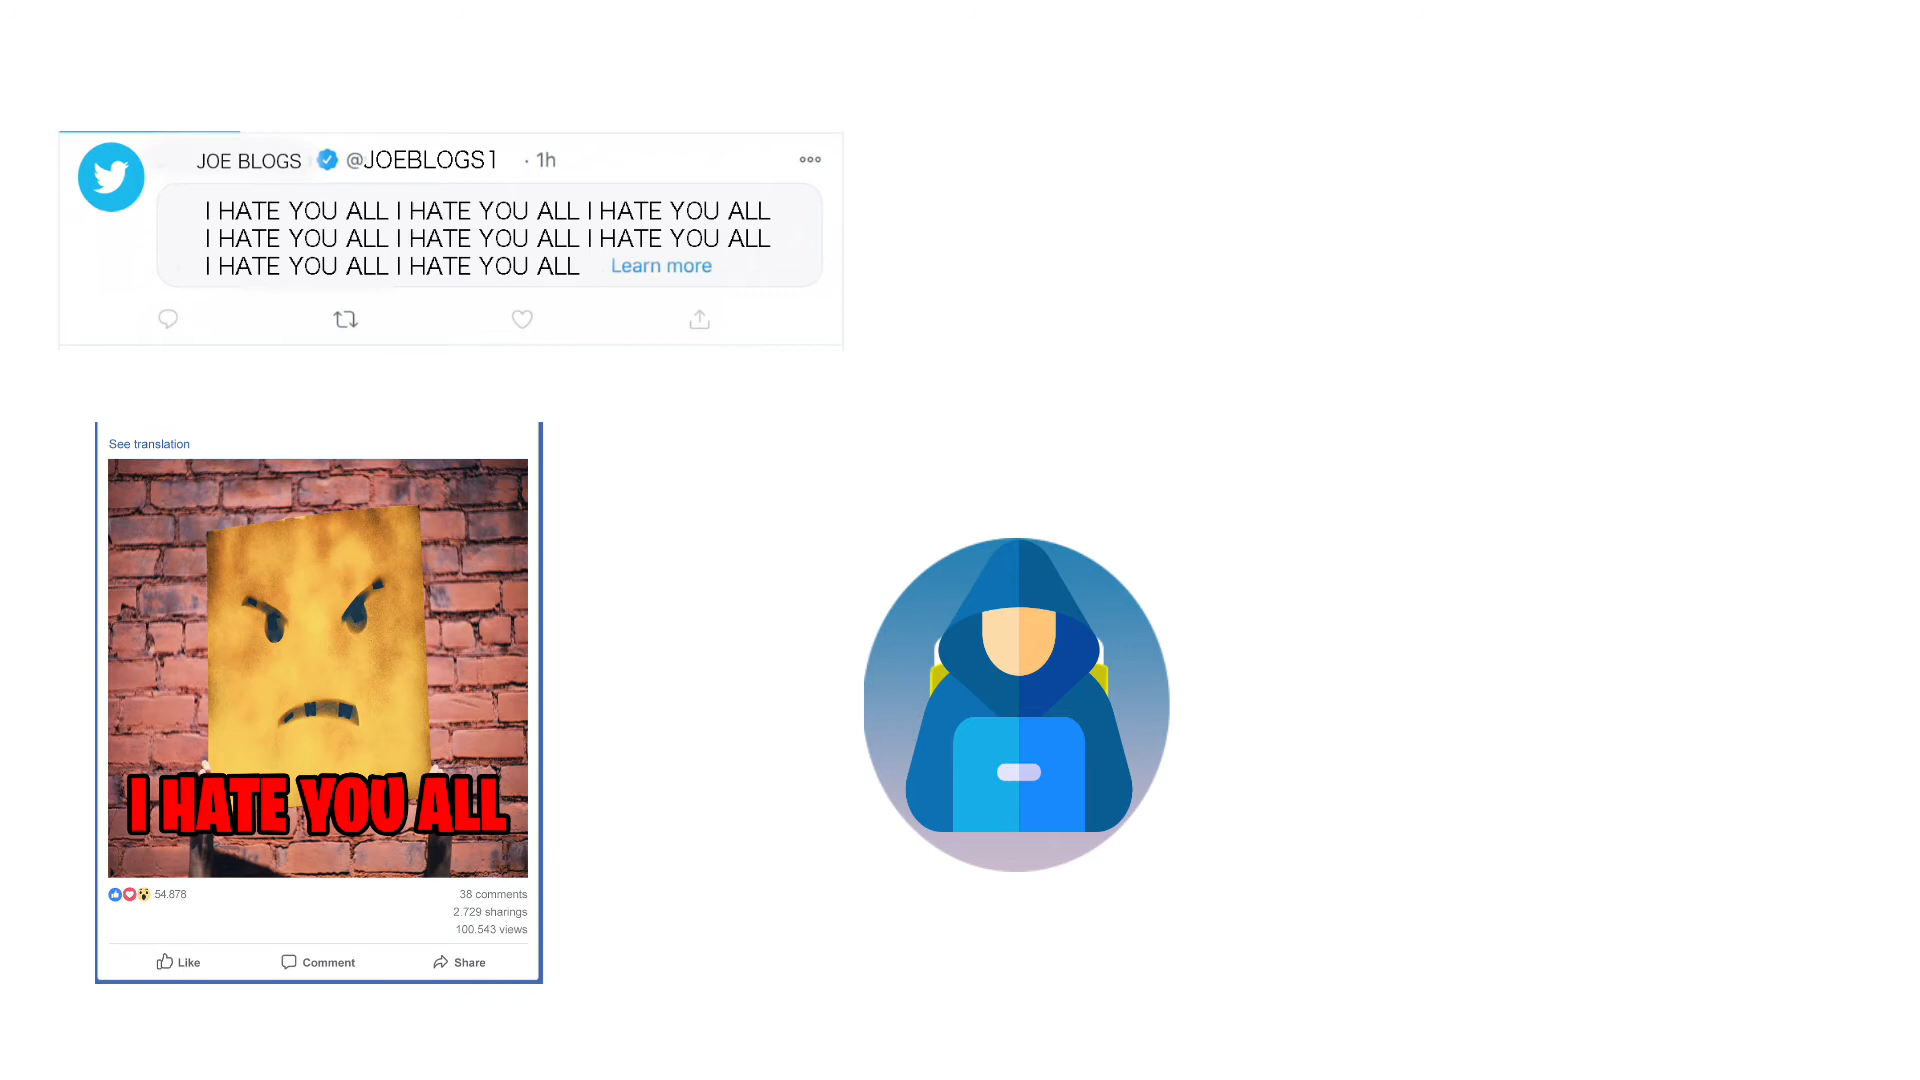 JOE BLOGS @JOEBLOGS1 · 1h
I HATE YOU ALL I HATE YOU ALL I HATE YOU ALL
I HATE YOU ALL I HATE YOU ALL I HATE YOU ALL
I HATE YOU ALL I HATE YOU ALL Learn more
See translation
I HATE YOU ALL
54.878 38 comments
2.729 sharings
100.543 views
Like Comment Share